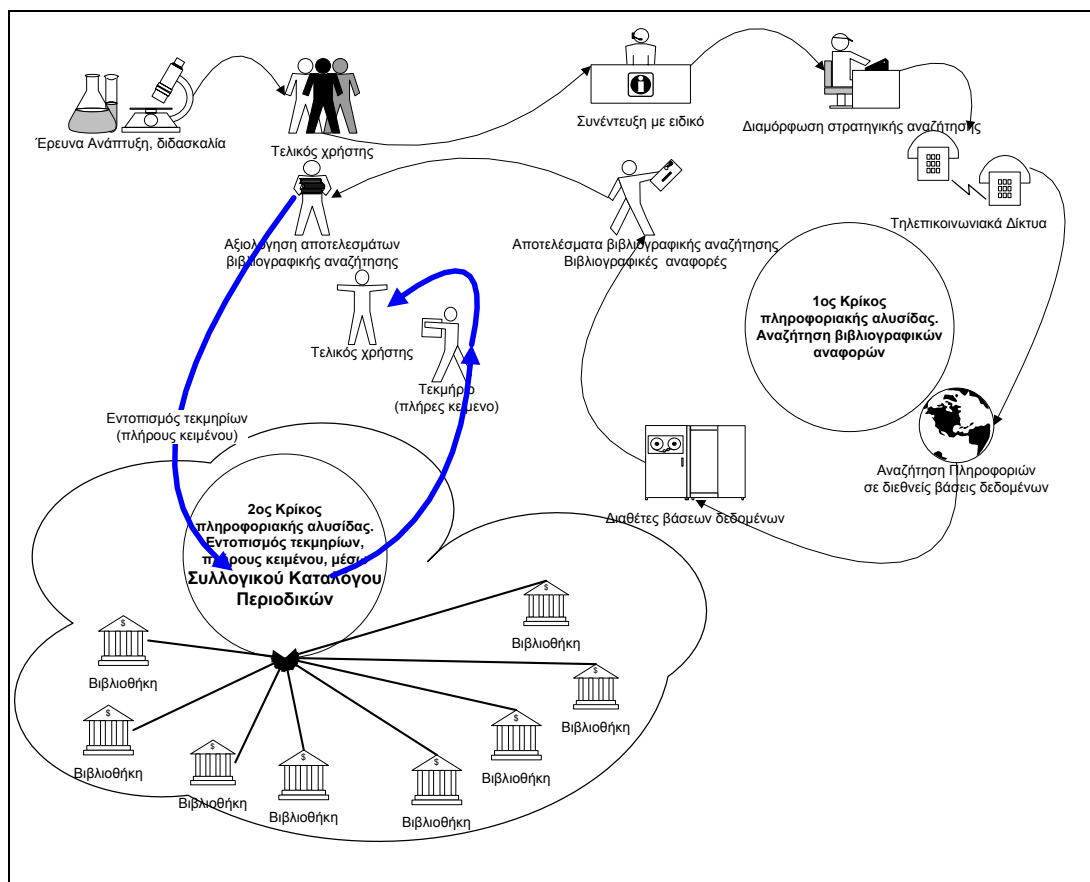 Έρευνα Ανάπτυξη, διδασκαλία
Τελικός χρήστης
Συνέντευξη με ειδικό
Διαμόρφωση στρατηγικής αναζήτησης
Τηλεπικοινωνιακά Δίκτυα
Αξιολόγηση αποτελεσμάτων
βιβλιογραφικής αναζήτησης
Αποτελέσματα βιβλιογραφικής αναζήτησης
Βιβλιογραφικές αναφορές
1ος Κρίκος
πληροφοριακής αλυσίδας.
Αναζήτηση βιβλιογραφικών
αναφορών
Τελικός χρήστης
Τεκμήριο
(πλήρες κείμενο)
Εντοπισμός τεκμηρίων
(πλήρους κειμένου)
Αναζήτηση Πληροφοριών
σε διεθνείς βάσεις δεδομένων
Διαθέτες βάσεων δεδομένων
2ος Κρίκος
πληροφοριακής αλυσίδας.
Εντοπισμός τεκμηρίων,
πλήρους κειμένου, μέσω
Συλλογικού Καταλόγου
Περιοδικών
Βιβλιοθήκη
Βιβλιοθήκη
Βιβλιοθήκη
Βιβλιοθήκη
Βιβλιοθήκη
Βιβλιοθήκη
Βιβλιοθήκη
Βιβλιοθήκη